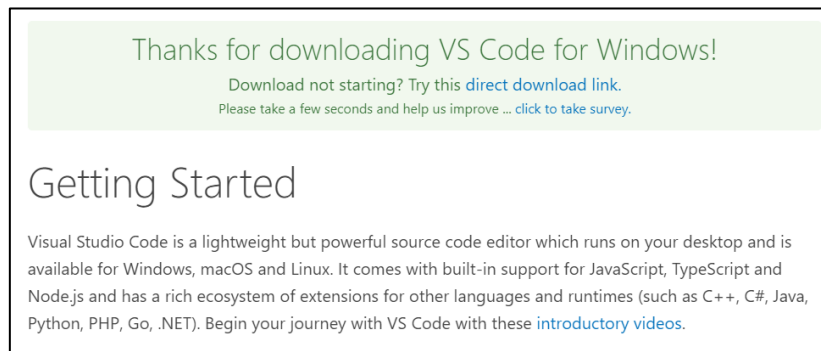 Thanks for downloading VS Code for Windows!
Download not starting? Try this direct download link.
Please take a few seconds and help us improve ... click to take survey.
Getting Started
Visual Studio Code is a lightweight but powerful source code editor which runs on your desktop and is
available for Windows, macOS and Linux. It comes with built-in support for JavaScript, TypeScript and
Node.js and has a rich ecosystem of extensions for other languages and runtimes (such as C++, C#, Java,
Python, PHP, Go, .NET). Begin your journey with VS Code with these introductory videos.